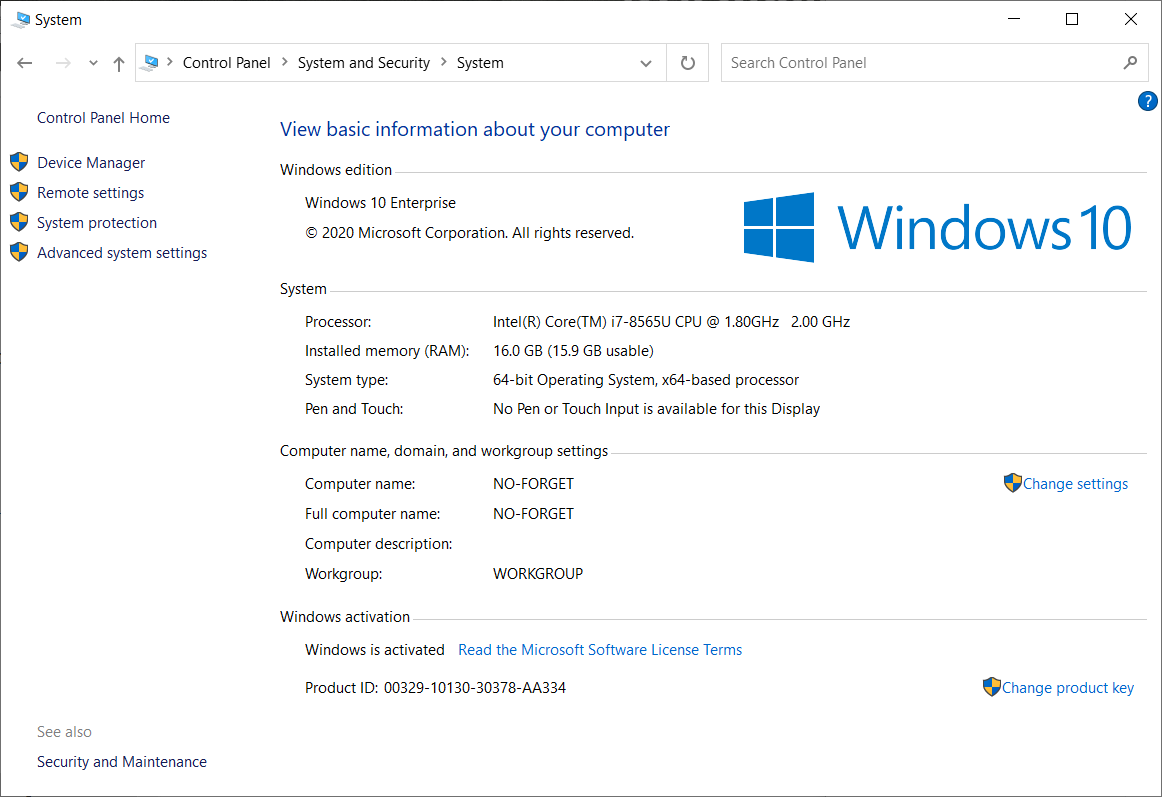 System
Control Panel > System and Security > System
Search Control Panel
?
Control Panel Home
Device Manager
Remote settings
System protection
Advanced system settings
View basic information about your computer
Windows edition
Windows 10 Enterprise
© 2020 Microsoft Corporation. All rights reserved.
Windows 10
System
Processor: Intel(R) Core(TM) i7-8565U CPU @ 1.80GHz 2.00 GHz
Installed memory (RAM): 16.0 GB (15.9 GB usable)
System type: 64-bit Operating System, x64-based processor
Pen and Touch: No Pen or Touch Input is available for this Display
Computer name, domain, and workgroup settings
Computer name: NO-FORGET Change settings
Full computer name: NO-FORGET
Computer description:
Workgroup: WORKGROUP
Windows activation
Windows is activated Read the Microsoft Software License Terms
Product ID: 00329-10130-30378-AA334 Change product key
See also
Security and Maintenance